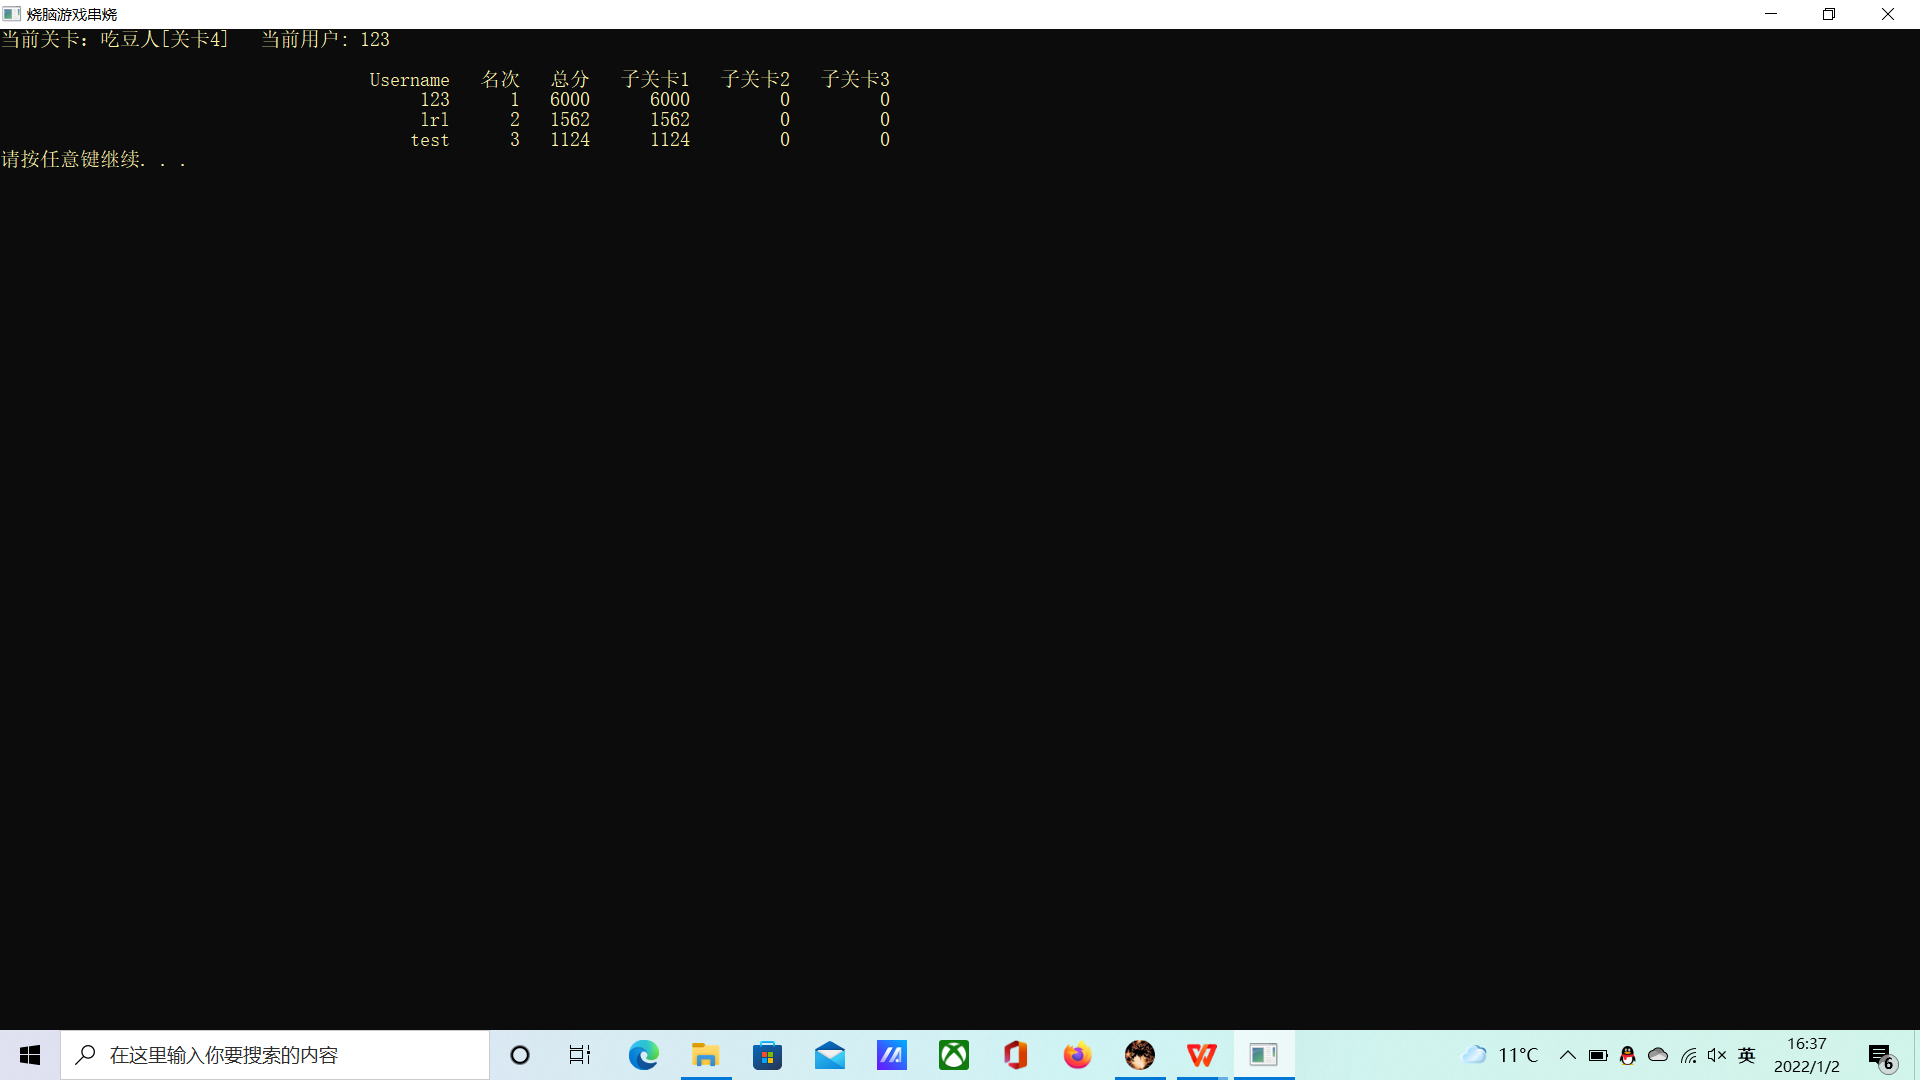 烧脑游戏串烧
当前关卡: 吃豆人[关卡4] 当前用户: 123
Username 名次 总分 子关卡1 子关卡2 子关卡3
123 1 6000 6000 0 0
lrl 2 1562 1562 0 0
test 3 1124 1124 0 0
请按任意键继续. . .
在这里输入你要搜索的内容
11°C
英
16:37
2022/1/2
6